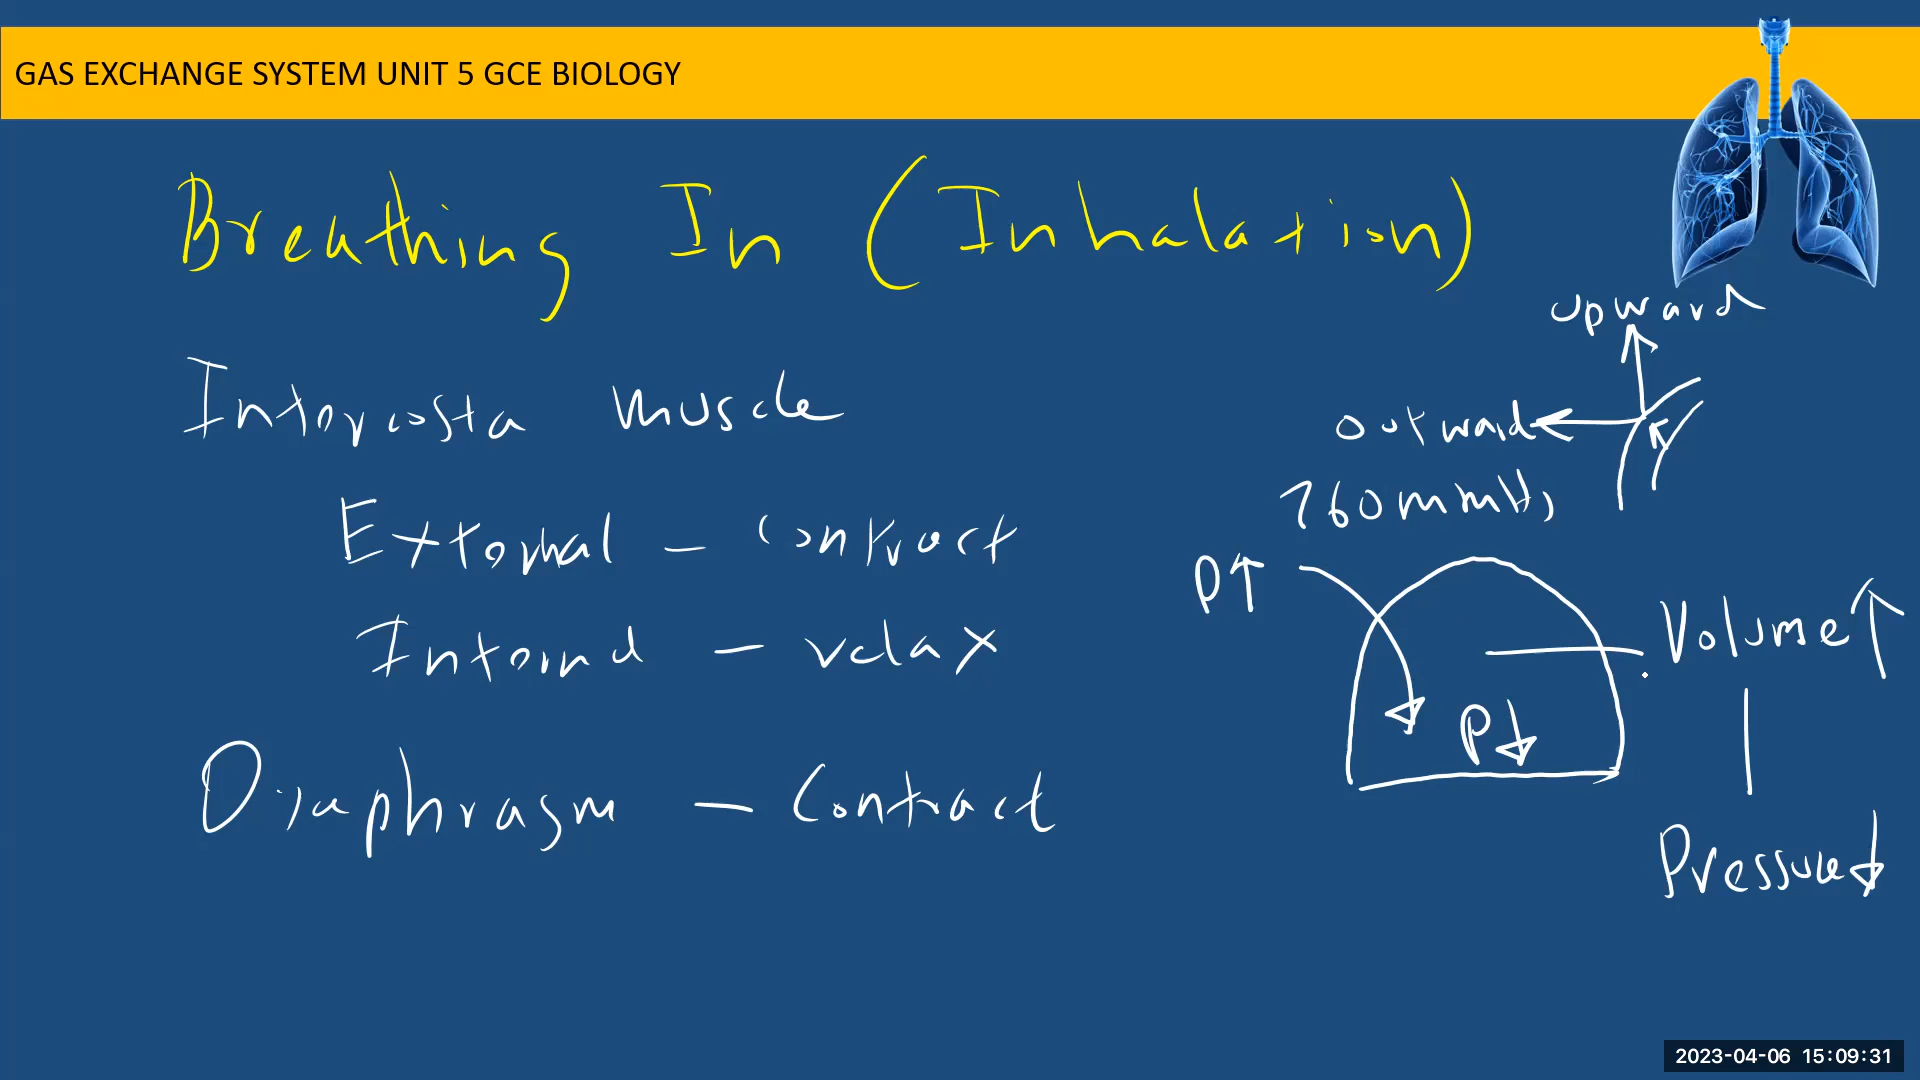 GAS EXCHANGE SYSTEM UNIT 5 GCE BIOLOGY
Breathing In (Inhalation)
upward
Intercosta muscle
outward
760mmHg
External - contract
P↑
Volume↑
Internal - relax
P↓
Diaphragm - Contract
Pressure↓
2023-04-06 15:09:31